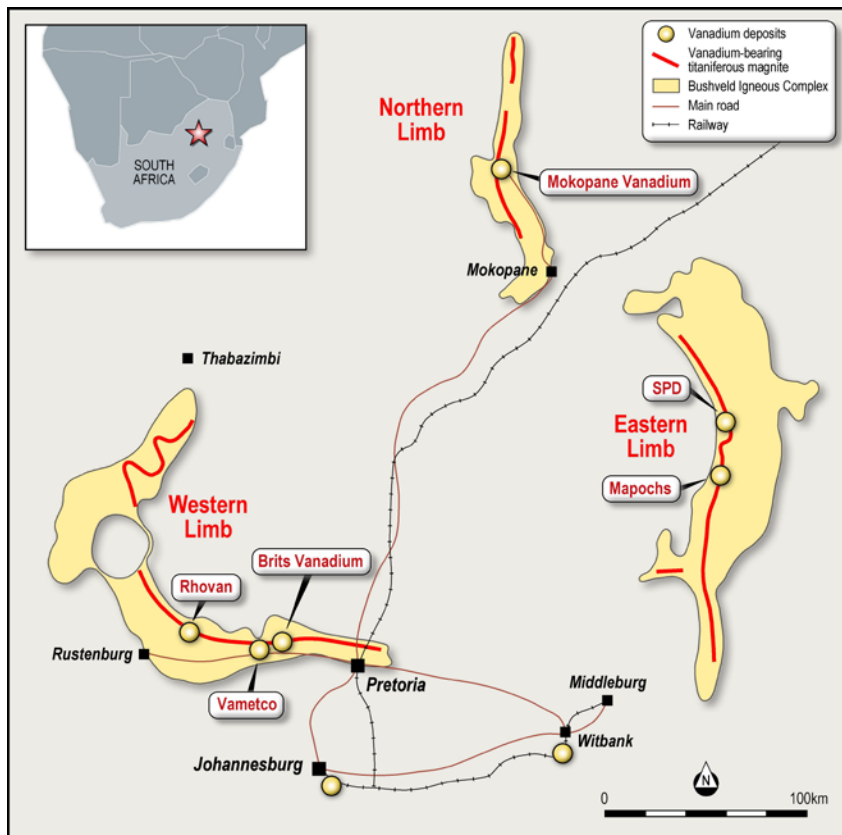 SOUTH
AFRICA
Vanadium deposits
Vanadium-bearing
titaniferous magnite
Bushveld Igneous Complex
Main road
Railway
Northern
Limb
Mokopane Vanadium
Mokopane
Thabazimbi
SPD
Eastern
Limb
Mapochs
Western
Limb
Brits Vanadium
Rhovan
Rustenburg
Vametco
Pretoria
Middleburg
Witbank
Johannesburg
N
0
100km